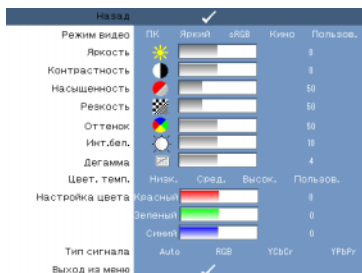 Назад
Режим видео ПК Яркий sRGB Кино Пользов.
Яркость 0
Контрастность 0
Насыщенность 50
Резкость 50
Оттенок 50
Инт.бел. 10
Дегамма 4
Цвет. темп. Низк. Сред. Высок. Пользов.
Настройка цвета Красный 0
Зеленый 0
Синий 0
Тип сигнала Auto RGB YCbCr YPbPr
Выход из меню